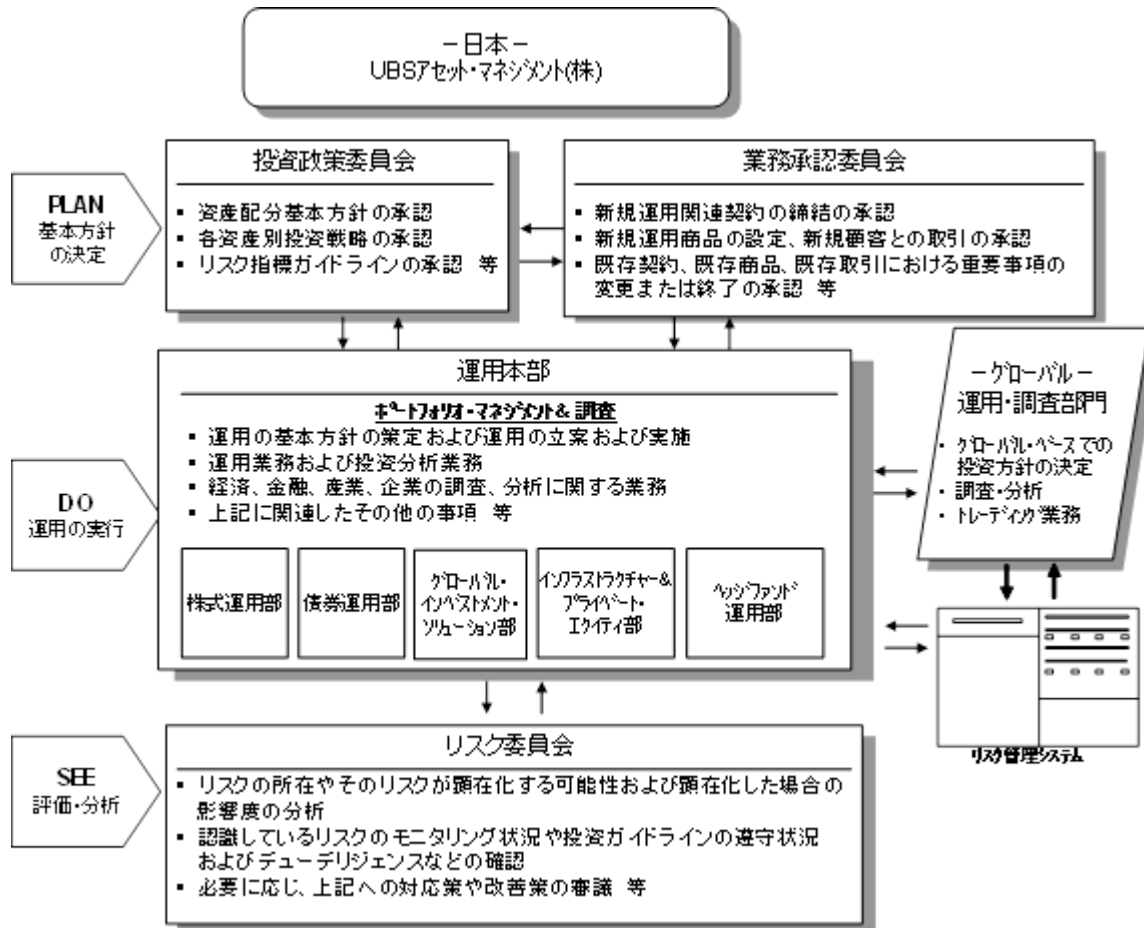 －日本－
UBSアセット・マネジメント(株)
PLAN
基本方針
の決定
投資政策委員会
▪ 資産配分基本方針の承認
▪ 各資産別投資戦略の承認
▪ リスク指標ガイドラインの承認 等
業務承認委員会
▪ 新規運用関連契約の締結の承認
▪ 新規運用商品の設定、新規顧客との取引の承認
▪ 既存契約、既存商品、既存取引における重要事項の
変更または終了の承認 等
DO
運用の実行
運用本部
ポートフォリオ・マネジメント& 調査
▪ 運用の基本方針の策定および運用の立案および実施
▪ 運用業務および投資分析業務
▪ 経済、金融、産業、企業の調査、分析に関する業務
▪ 上記に関連したその他の事項 等
株式運用部
債券運用部
グローバル・
インベストメント・
ソリューション部
インフラストラクチャー&
プライベート・
エクイティ部
ヘッジファンド
運用部
－グローバル－
運用・調査部門
▪ グローバル・ベースでの
投資方針の決定
▪ 調査・分析
▪ トレーディング業務
リスク管理システム
SEE
評価・分析
リスク委員会
▪ リスクの所在やそのリスクが顕在化する可能性および顕在化した場合の
影響度の分析
▪ 認識しているリスクのモニタリング状況や投資ガイドラインの遵守状況
およびデューデリジェンスなどの確認
▪ 必要に応じ、上記への対応策や改善策の審議 等